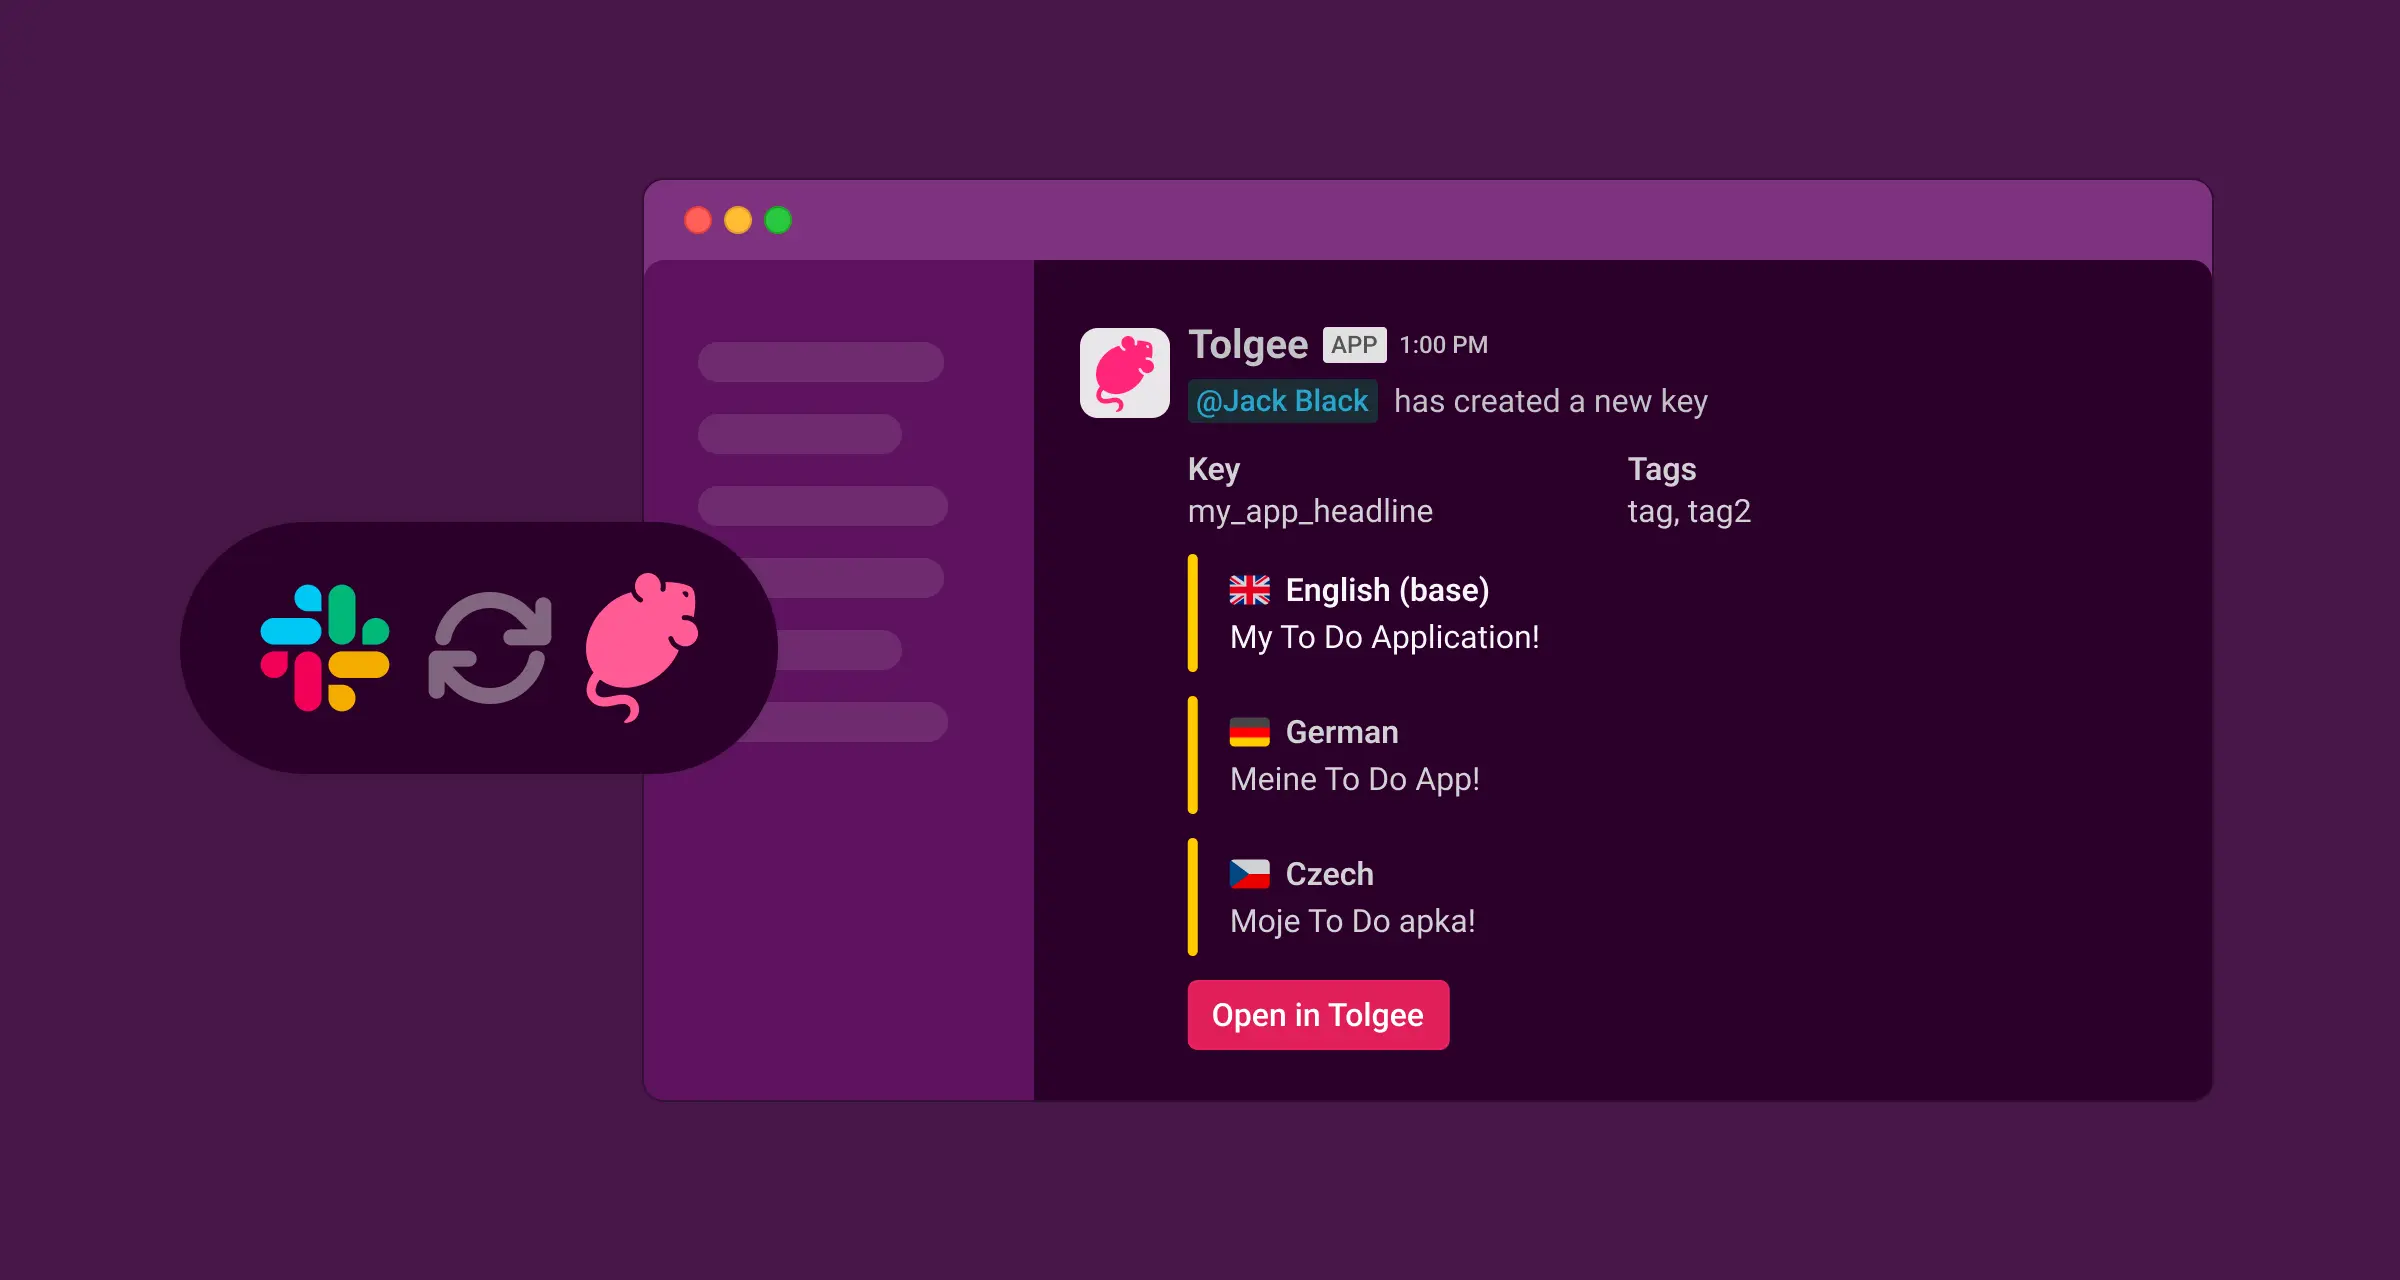 Tolgee APP 1:00 PM
@Jack Black has created a new key
Key Tags
my_app_headline tag, tag2
English (base)
My To Do Application!
German
Meine To Do App!
Czech
Moje To Do apka!
Open in Tolgee